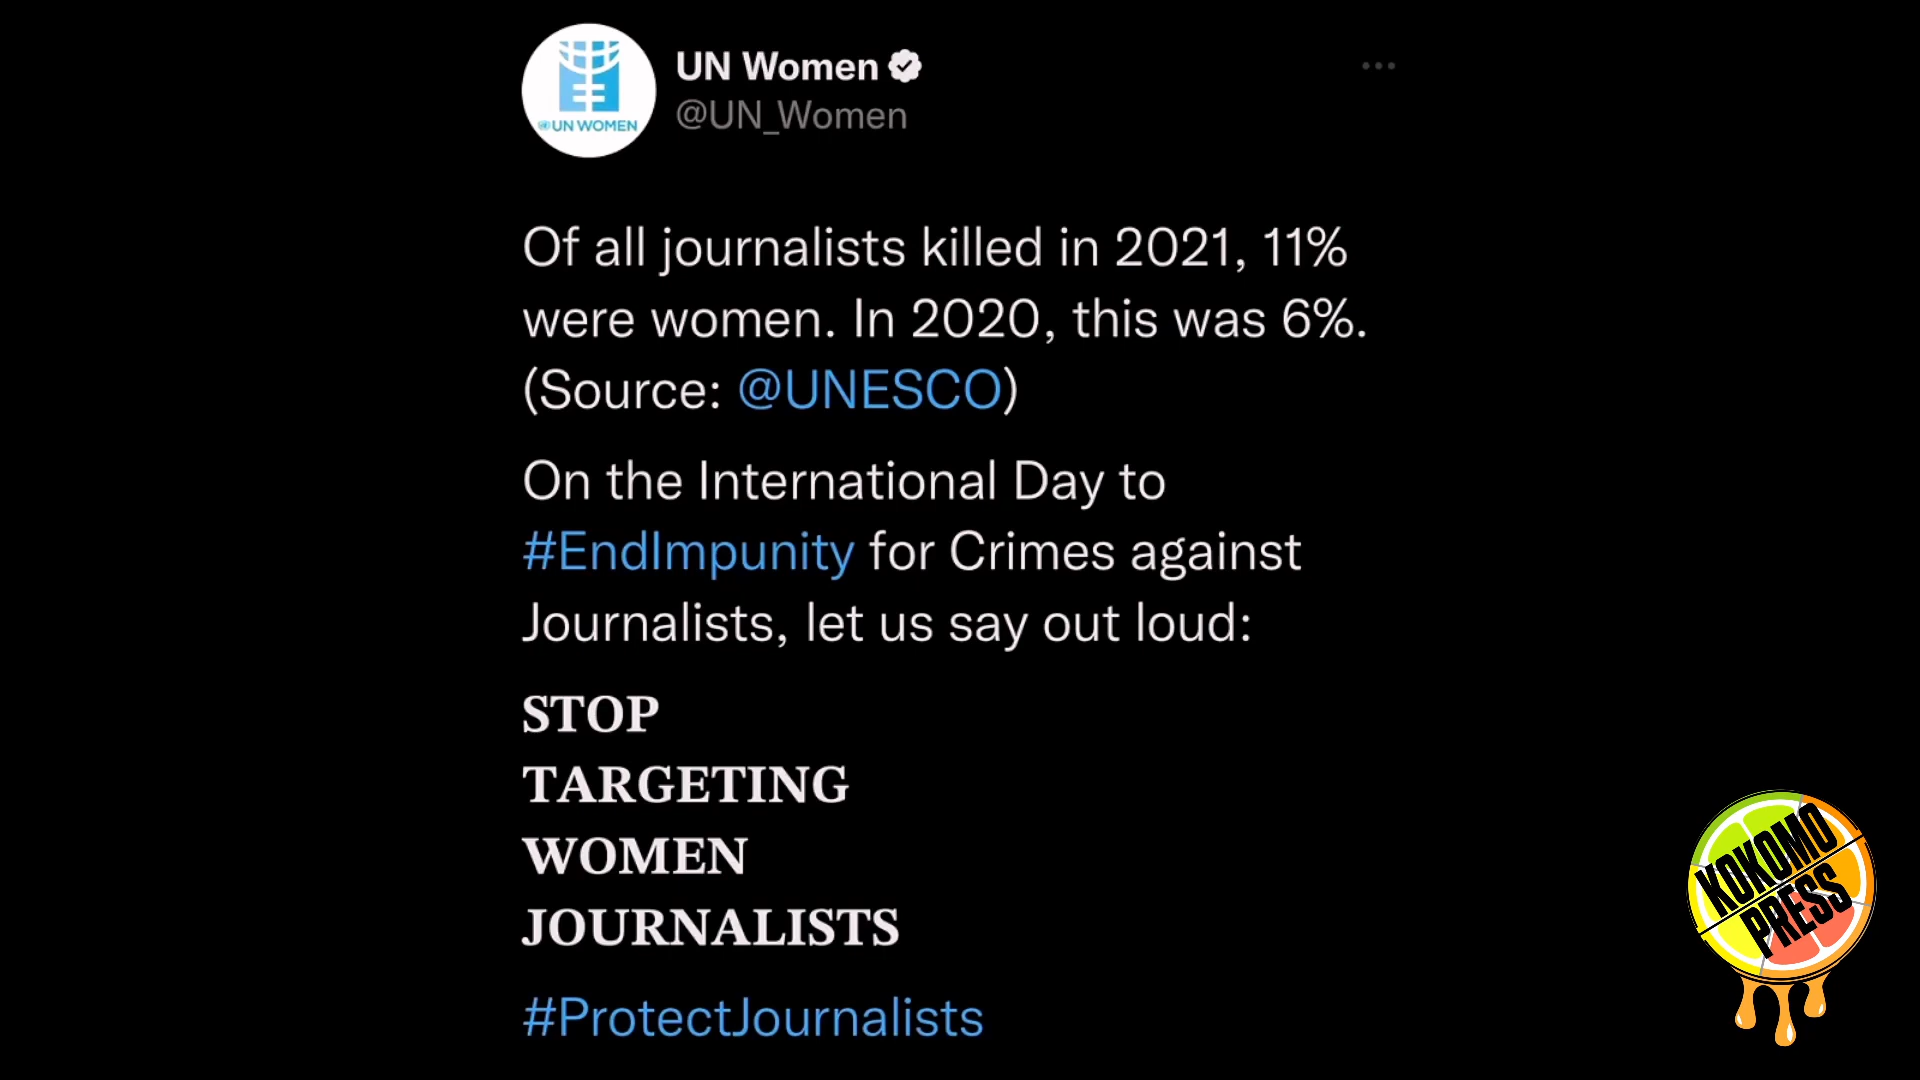 UN Women
@UN_Women
UN WOMEN
Of all journalists killed in 2021, 11%
were women. In 2020, this was 6%.
(Source: @UNESCO)
On the International Day to
#EndImpunity for Crimes against
Journalists, let us say out loud:
STOP
TARGETING
WOMEN
JOURNALISTS
#ProtectJournalists
KOKOMO
PRESS